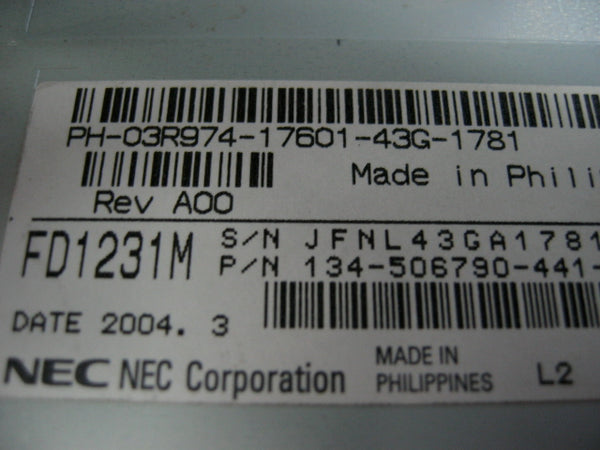 PH-03R974-17601-43G-1781
Made in Phili
Rev A00
FD1231M
S/N JFNL43GA1781
P/N 134-506790-441-
DATE 2004. 3
NEC NEC Corporation
MADE IN
PHILIPPINES
L2